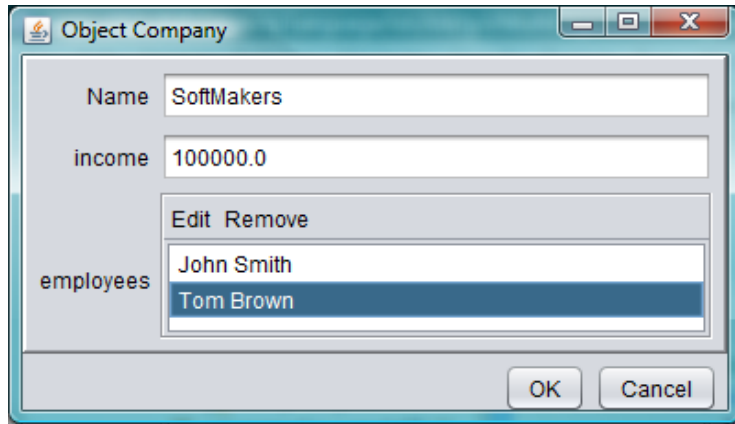 Object Company
Name SoftMakers
income 100000.0
Edit Remove
employees
John Smith
Tom Brown
OK Cancel